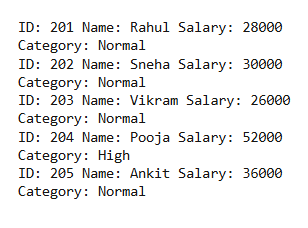 ID: 201 Name: Rahul Salary: 28000
Category: Normal
ID: 202 Name: Sneha Salary: 30000
Category: Normal
ID: 203 Name: Vikram Salary: 26000
Category: Normal
ID: 204 Name: Pooja Salary: 52000
Category: High
ID: 205 Name: Ankit Salary: 36000
Category: Normal